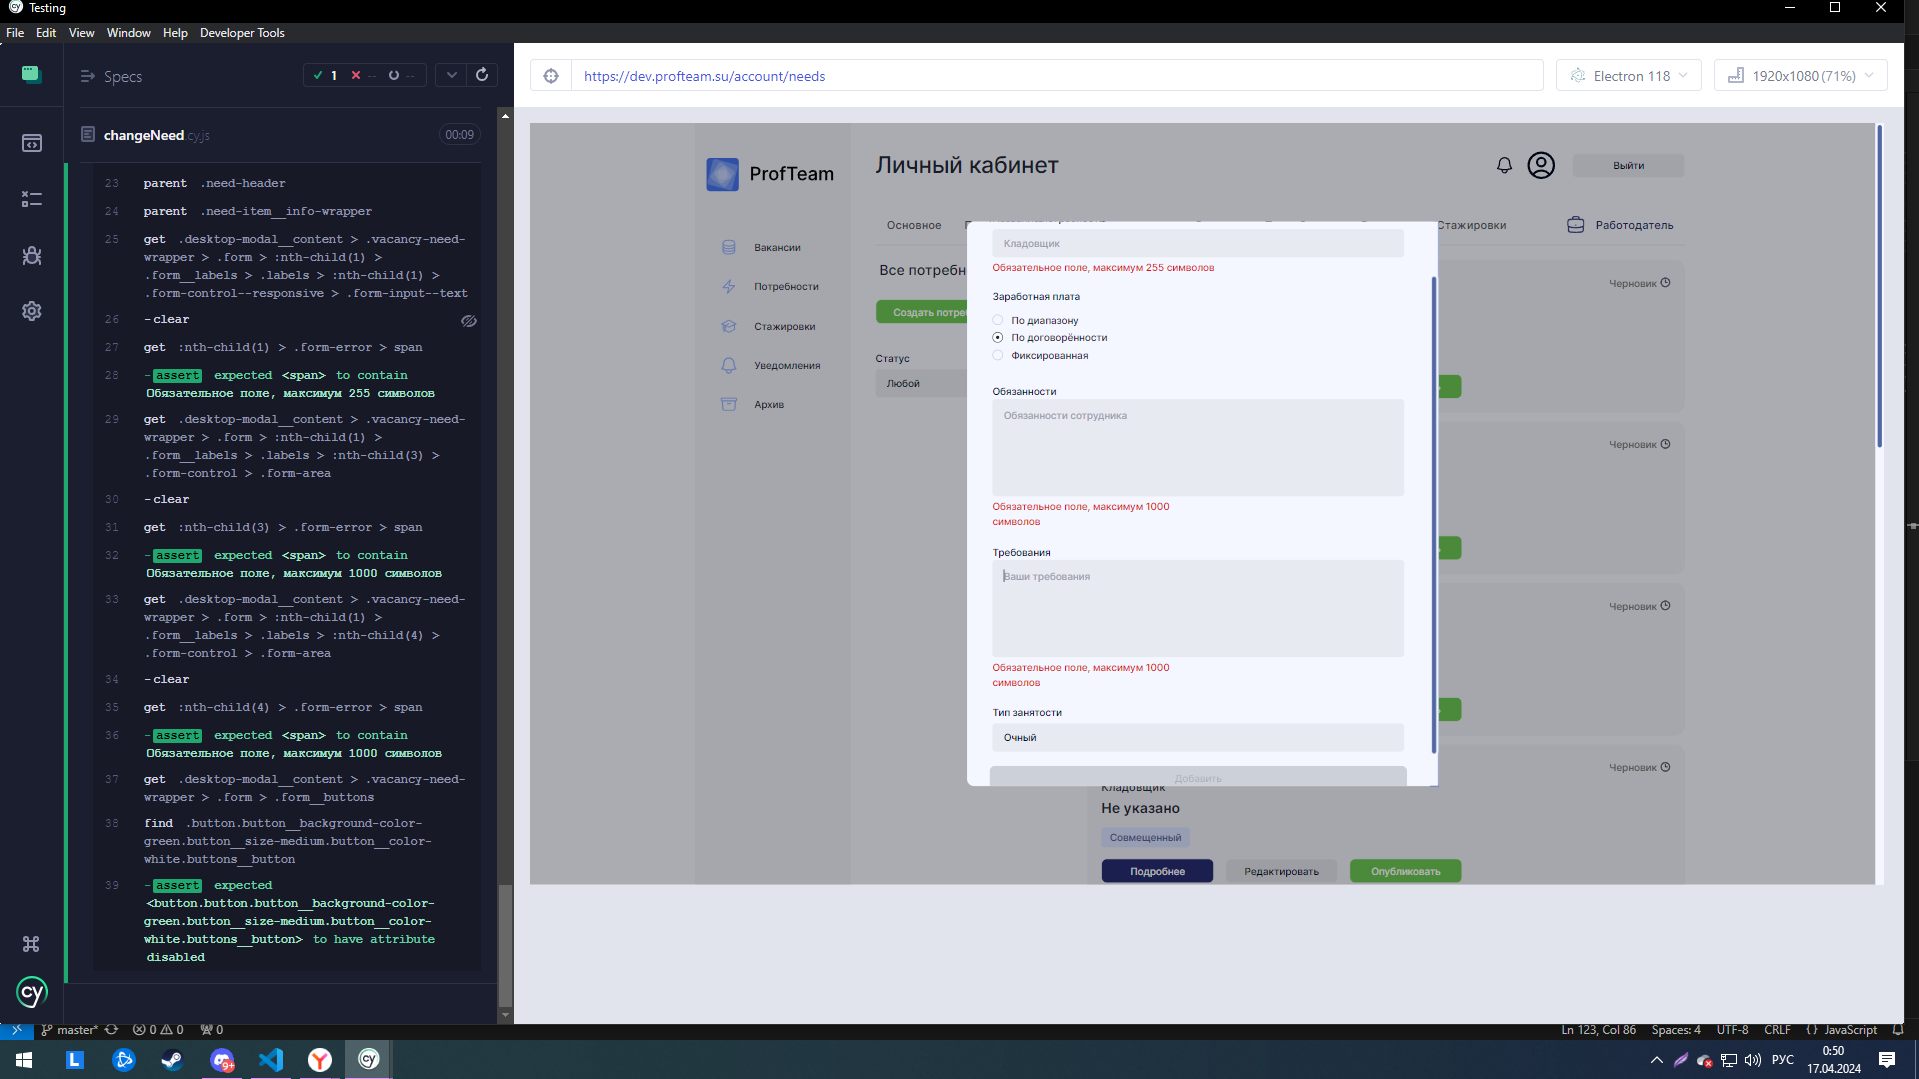 Testing
File Edit View Window Help Developer Tools
Specs
1 -- --
changeNeed.cy.js 00:09
23 parent .need-header
24 parent .need-item__info-wrapper
25 get .desktop-modal__content > .vacancy-need-
wrapper > .form > :nth-child(1) >
.form__labels > .labels > :nth-child(1) >
.form-control--responsive > .form-input--text
26 -clear
27 get :nth-child(1) > .form-error > span
28 -assert expected <span> to contain
Обязательное поле, максимум 255 символов
29 get .desktop-modal__content > .vacancy-need-
wrapper > .form > :nth-child(1) >
.form__labels > .labels > :nth-child(3) >
.form-control > .form-area
30 -clear
31 get :nth-child(3) > .form-error > span
32 -assert expected <span> to contain
Обязательное поле, максимум 1000 символов
33 get .desktop-modal__content > .vacancy-need-
wrapper > .form > :nth-child(1) >
.form__labels > .labels > :nth-child(4) >
.form-control > .form-area
34 -clear
35 get :nth-child(4) > .form-error > span
36 -assert expected <span> to contain
Обязательное поле, максимум 1000 символов
37 get .desktop-modal__content > .vacancy-need-
wrapper > .form > .form__buttons
38 find .button.button__background-color-
green.button__size-medium.button__color-
white.buttons__button
39 -assert expected
<button.button.button__background-color-
green.button__size-medium.button__color-
white.buttons__button> to have attribute
disabled
cy
https://dev.profteam.su/account/needs
Electron 118
1920x1080 (71%)
ProfTeam
Личный кабинет
Выйти
Основное
Стажировки
Работодатель
Вакансии
Потребности
Стажировки
Уведомления
Архив
Все потребн
Создать потре
Статус
Любой
Кладовщик
Обязательное поле, максимум 255 символов
Заработная плата
По диапазону
По договорённости
Фиксированная
Обязанности
Обязанности сотрудника
Обязательное поле, максимум 1000
символов
Требования
Ваши требования
Обязательное поле, максимум 1000
символов
Тип занятости
Очный
Добавить
Черновик
Черновик
Черновик
Черновик
Кладовщик
Не указано
Совмещенный
Подробнее
Редактировать
Опубликовать
master* 0 0 0
Ln 123, Col 86 Spaces: 4 UTF-8 CRLF {} JavaScript
L 9+ Y cy
РУС
0:50
17.04.2024